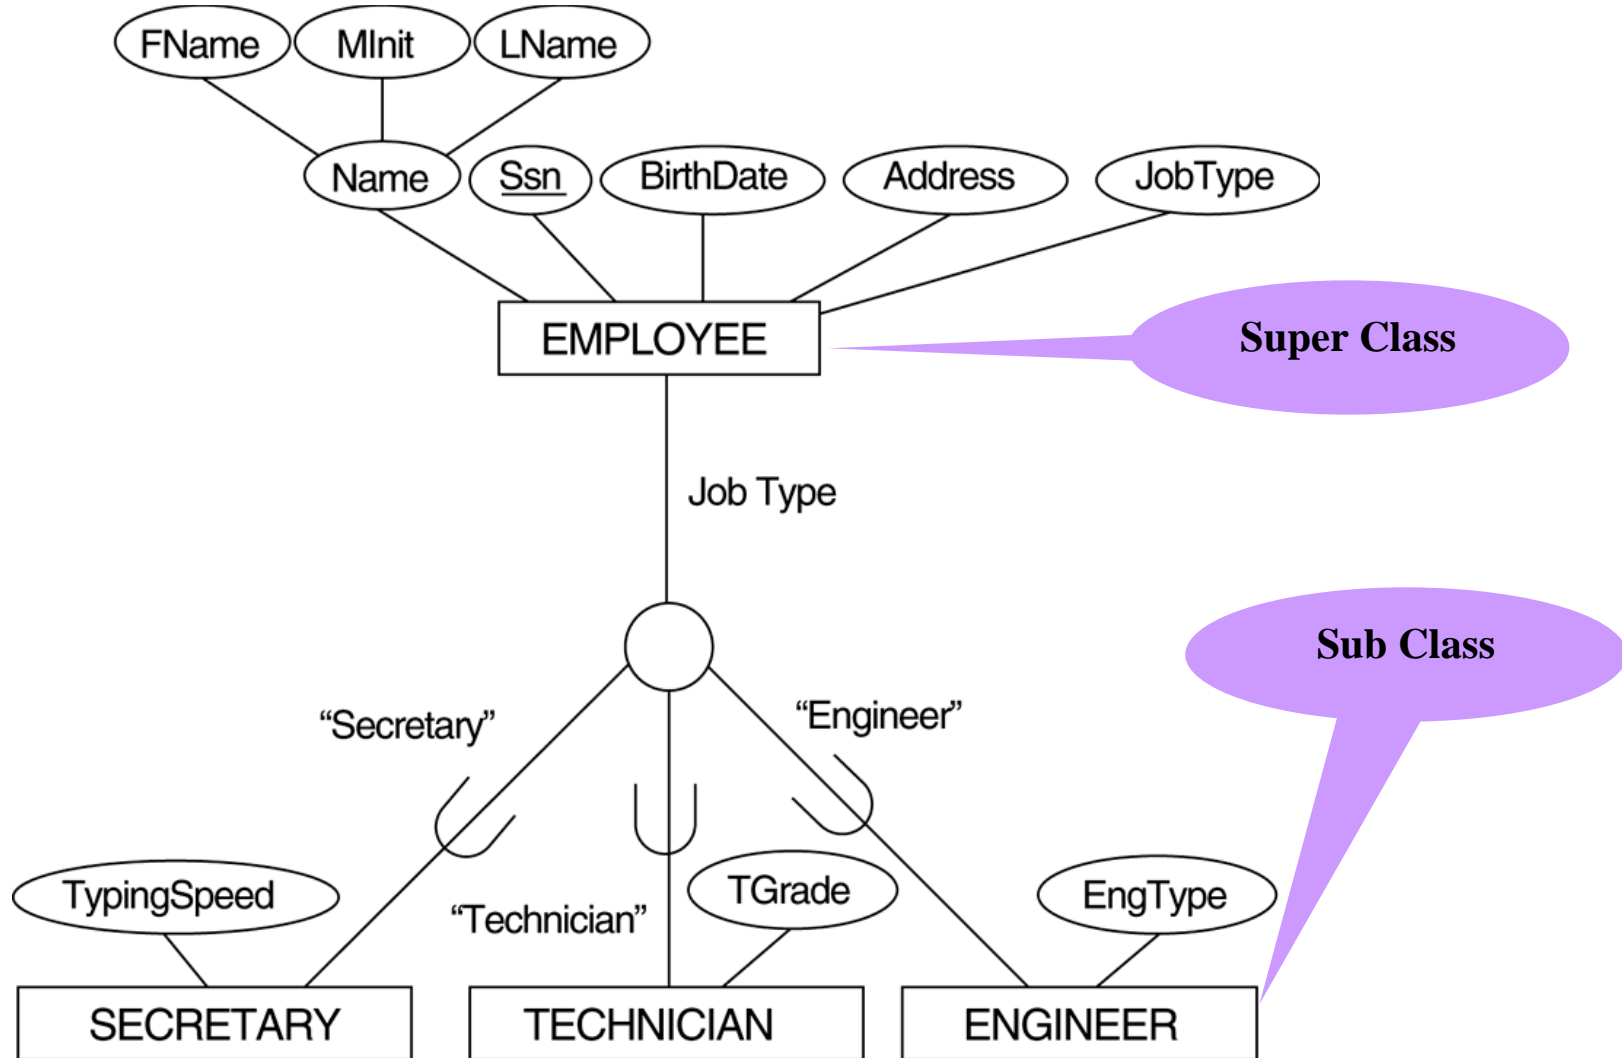 FName MInit LName
Name Ssn BirthDate Address JobType
EMPLOYEE
Super Class
Job Type
Sub Class
“Secretary”
“Engineer”
TypingSpeed
“Technician”
TGrade
EngType
SECRETARY TECHNICIAN ENGINEER